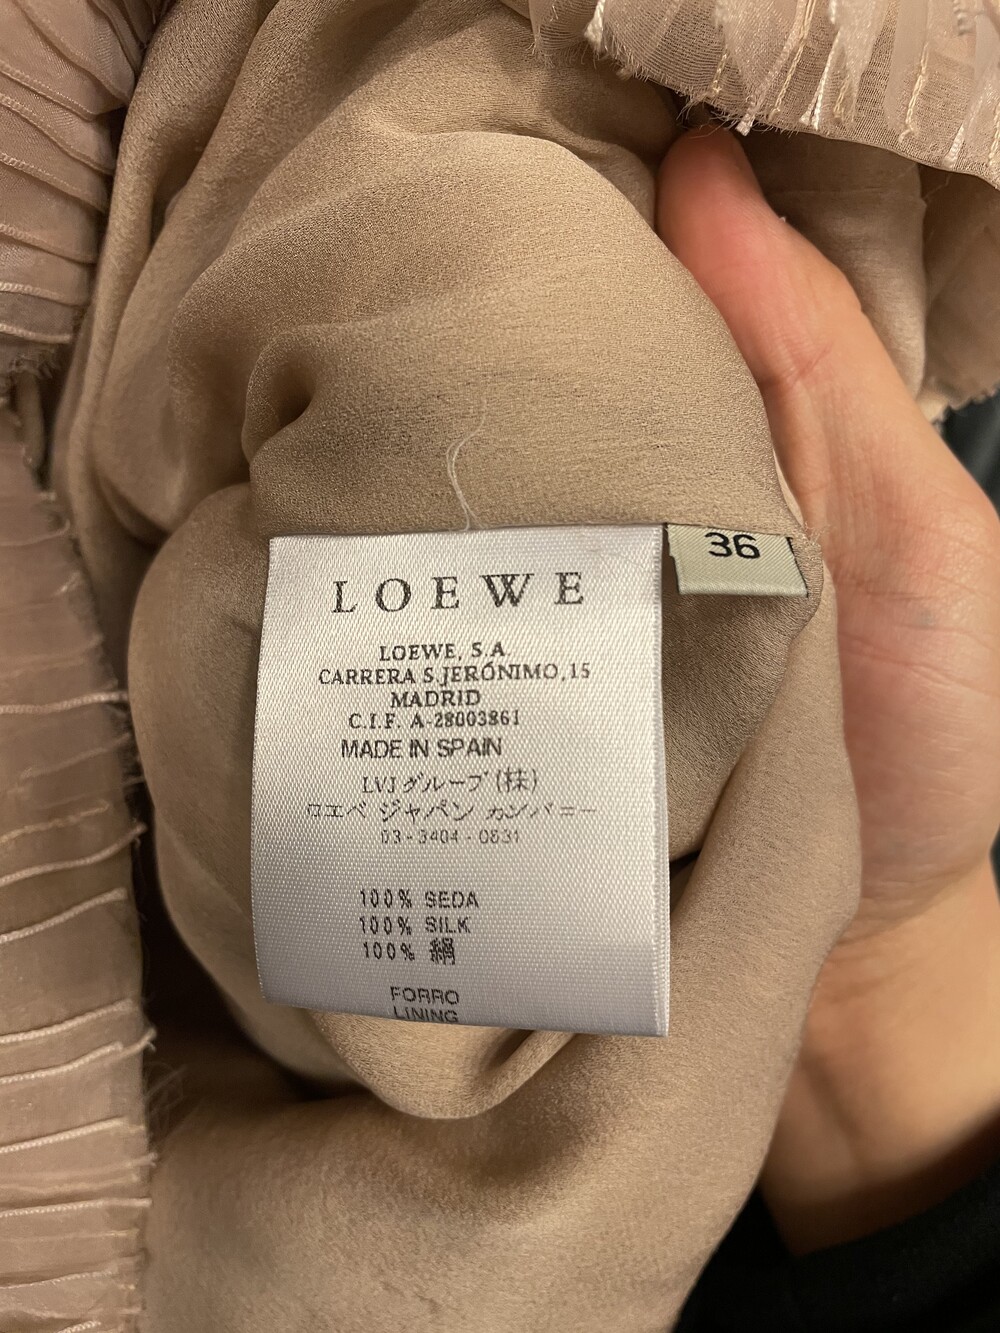 36
LOEWE
LOEWE, S.A.
CARRERA S.JERÓNIMO,15
MADRID
C.I.F. A-28003861
MADE IN SPAIN
LVJグループ(株)
ロエベ ジャパン カンパニー
03-3404-0831
100% SEDA
100% SILK
100% 絹
FORRO
LINING